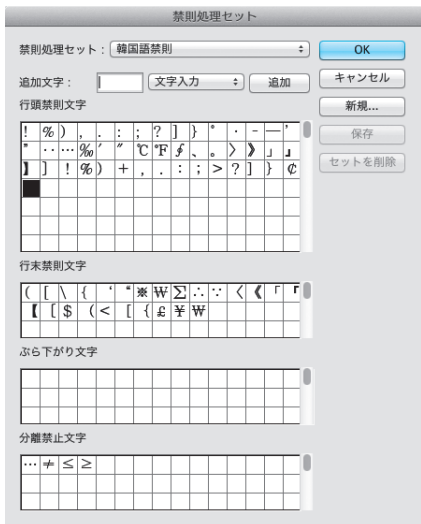 禁則処理セット
禁則処理セット： 韓国語禁則
OK
追加文字： 文字入力 追加
キャンセル
行頭禁則文字
新規...
! % ) , . : ; ? ] } ° · - — ’
保存
” ‥ … ‰ ′ ″ ℃ ℉ ∮ 、 。 〉 》 」 』
セットを削除
】 ] ! % ) + , . : ; > ? ] } ¢
行末禁則文字
( [ \ { ‘ “ ※ ₩ ∑ ∴ ∵ 〈 《 「 『
【 [ $ ( < [ { £ ¥ ₩
ぶら下がり文字
分離禁止文字
… ≠ ≤ ≥